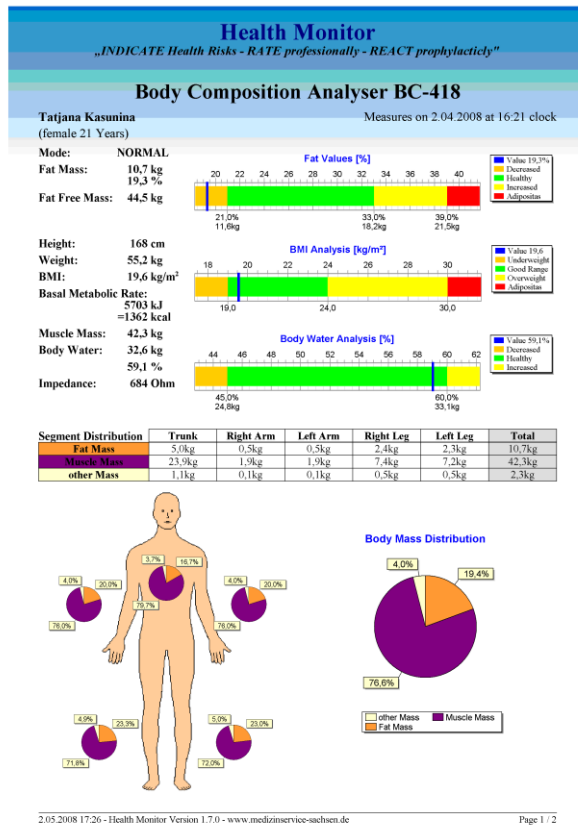 Health Monitor
„INDICATE Health Risks - RATE professionally - REACT prophylacticly"
Body Composition Analyser BC-418
Tatjana Kasunina Measures on 2.04.2008 at 16:21 clock
(female 21 Years)
Mode: NORMAL
Fat Mass: 10,7 kg
19,3 %
Fat Free Mass: 44,5 kg
Fat Values [%]
20 22 24 26 28 30 32 34 36 38 40
21,0% 33,0% 39,0%
11,6kg 18,2kg 21,5kg
Value 19,3%
Decreased
Healthy
Increased
Adipositas
Height: 168 cm
Weight: 55,2 kg
BMI: 19,6 kg/m²
Basal Metabolic Rate:
5703 kJ
=1362 kcal
BMI Analysis [kg/m²]
18 20 22 24 26 28 30
19,0 24,0 30,0
Value 19,6
Underweight
Good Range
Overweight
Adipositas
Muscle Mass: 42,3 kg
Body Water: 32,6 kg
59,1 %
Impedance: 684 Ohm
Body Water Analysis [%]
44 46 48 50 52 54 56 58 60 62
45,0% 60,0%
24,8kg 33,1kg
Value 59,1%
Decreased
Healthy
Increased
Segment Distribution Trunk Right Arm Left Arm Right Leg Left Leg Total
Fat Mass 5,0kg 0,5kg 0,5kg 2,4kg 2,3kg 10,7kg
Muscle Mass 23,9kg 1,9kg 1,9kg 7,4kg 7,2kg 42,3kg
other Mass 1,1kg 0,1kg 0,1kg 0,5kg 0,5kg 2,3kg
3,7% 16,7%
79,7%
4,0% 20,0%
76,0%
4,0% 20,0%
76,0%
4,9% 23,3%
71,8%
5,0% 23,0%
72,0%
Body Mass Distribution
4,0%
19,4%
76,6%
other Mass Muscle Mass
Fat Mass
2.05.2008 17:26 - Health Monitor Version 1.7.0 - www.medizinservice-sachsen.de Page 1 / 2